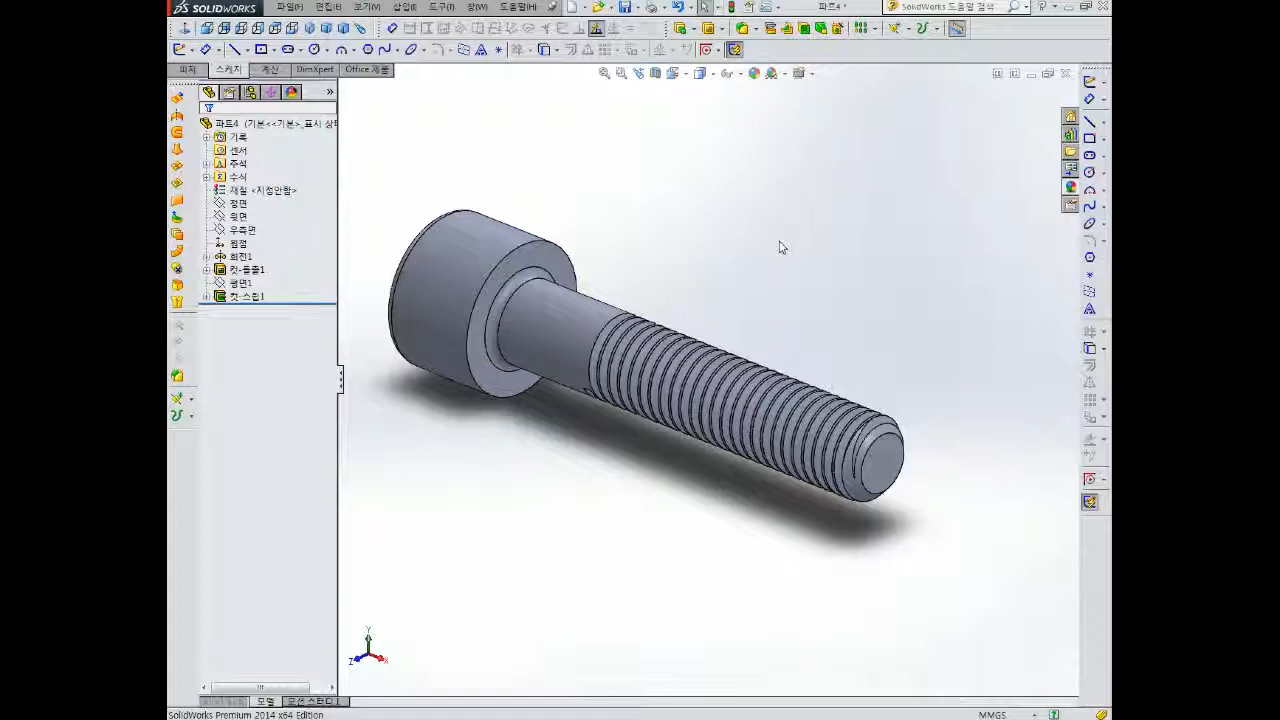 SOLIDWORKS 파일(F) 편집(E) 보기(V) 삽입(I) 도구(T) 창(W) 도움말(H) 파트4 * SolidWorks 도움말 검색
피처 스케치 계산 DimXpert Office 제품
파트4 (기본<<기본>_표시 상태
기록
센서
주석
수식
재질 <지정안함>
정면
윗면
우측면
원점
회전1
컷-돌출1
평면1
컷-스윕1
Y
Z
X
모델 모션 스터디 1
SolidWorks Premium 2014 x64 Edition MMGS